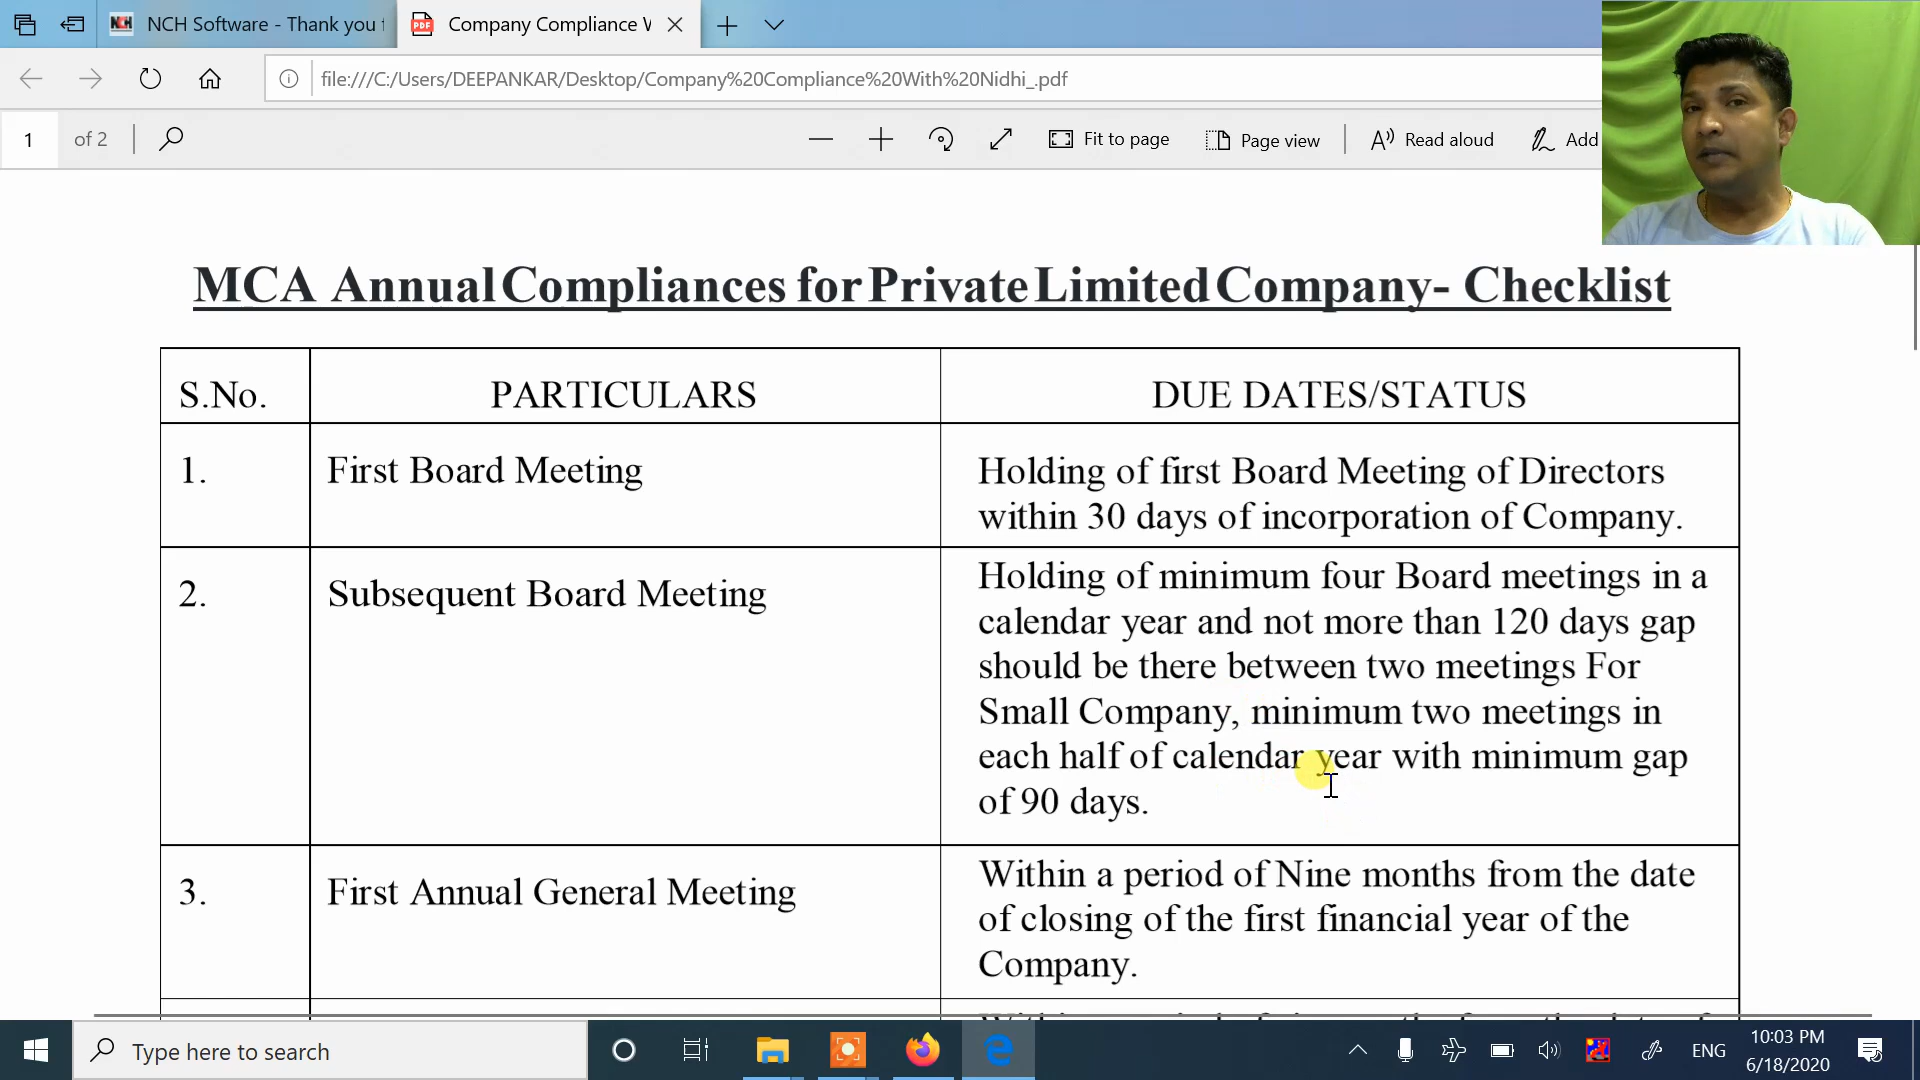 NCH Software - Thank you f
Company Compliance W
file:///C:/Users/DEEPANKAR/Desktop/Company%20Compliance%20With%20Nidhi_.pdf
1 of 2
Fit to page
Page view
Read aloud
Add
MCA Annual Compliances for Private Limited Company- Checklist
S.No. PARTICULARS DUE DATES/STATUS
1. First Board Meeting
Holding of first Board Meeting of Directors
within 30 days of incorporation of Company.
2. Subsequent Board Meeting
Holding of minimum four Board meetings in a
calendar year and not more than 120 days gap
should be there between two meetings For
Small Company, minimum two meetings in
each half of calendar year with minimum gap
of 90 days.
3. First Annual General Meeting
Within a period of Nine months from the date
of closing of the first financial year of the
Company.
Type here to search
ENG
10:03 PM
6/18/2020